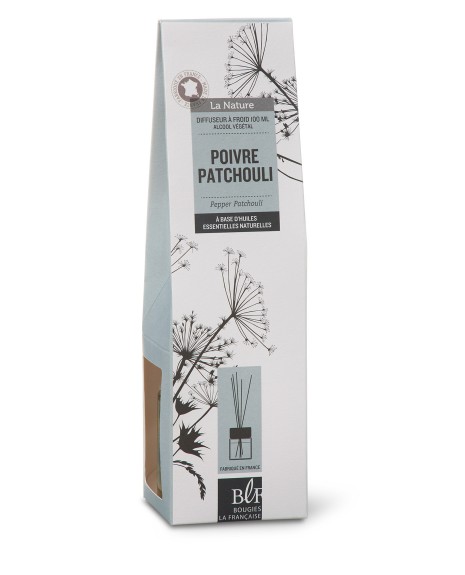 La Nature
DIFFUSEUR À FROID 100 ML
ALCOOL VÉGÉTAL
POIVRE
PATCHOULI
Pepper Patchouli
À BASE D'HUILES
ESSENTIELLES NATURELLES
FABRIQUÉ EN FRANCE
BLF
BOUGIES
LA FRANÇAISE